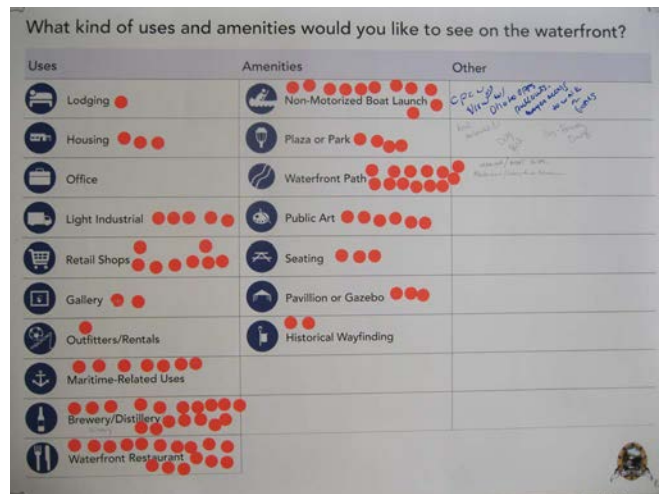 What kind of uses and amenities would you like to see on the waterfront?
Uses
Amenities
Other
Lodging
Non-Motorized Boat Launch
Housing
Plaza or Park
Office
Waterfront Path
Light Industrial
Public Art
Retail Shops
Seating
Gallery
Pavillion or Gazebo
Outfitters/Rentals
Historical Wayfinding
Maritime-Related Uses
Brewery/Distillery
Waterfront Restaurant